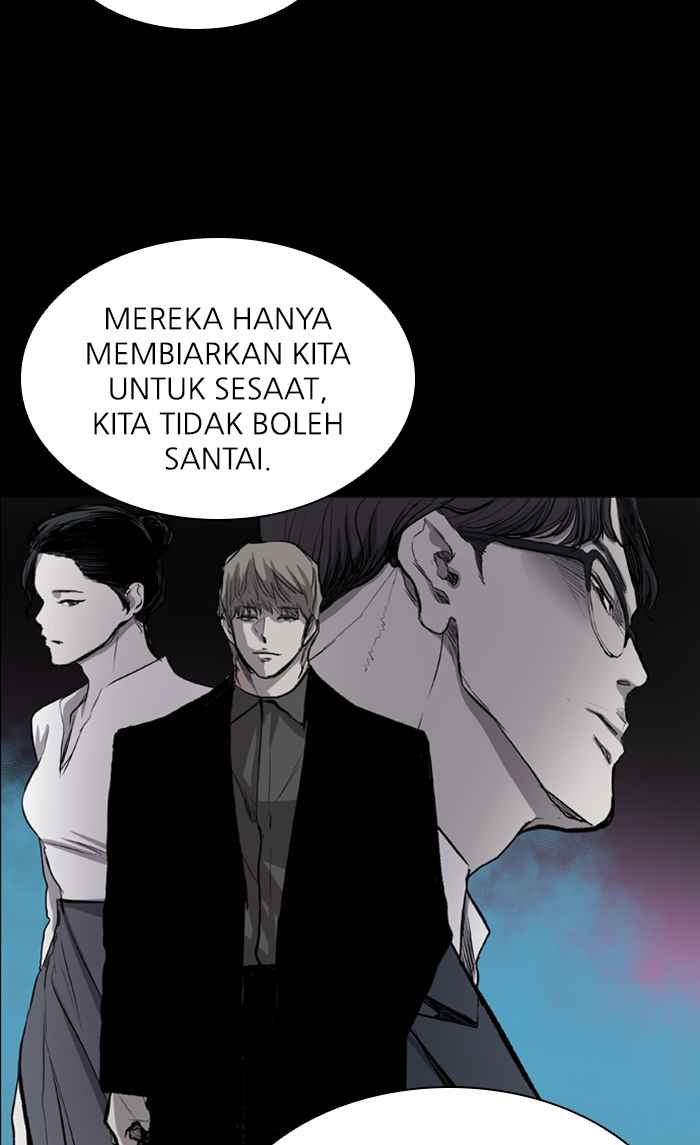 MEREKA HANYA
MEMBIARKAN KITA
UNTUK SESAAT,
KITA TIDAK BOLEH
SANTAI.